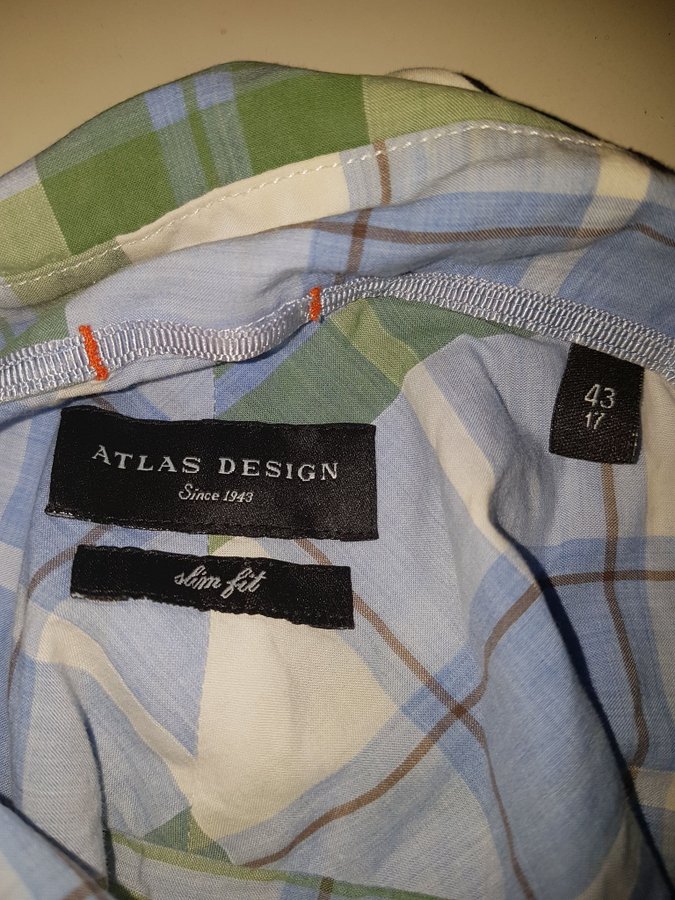 ATLAS DESIGN
Since 1943
slim fit
43
17